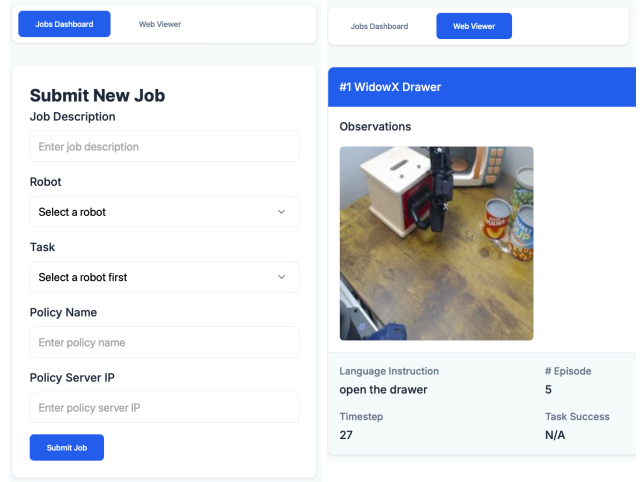 Jobs Dashboard
Web Viewer
Submit New Job
Job Description
Enter job description
Robot
Select a robot
Task
Select a robot first
Policy Name
Enter policy name
Policy Server IP
Enter policy server IP
Submit Job
Jobs Dashboard
Web Viewer
#1 WidowX Drawer
Observations
Language Instruction
open the drawer
# Episode
5
Timestep
27
Task Success
N/A